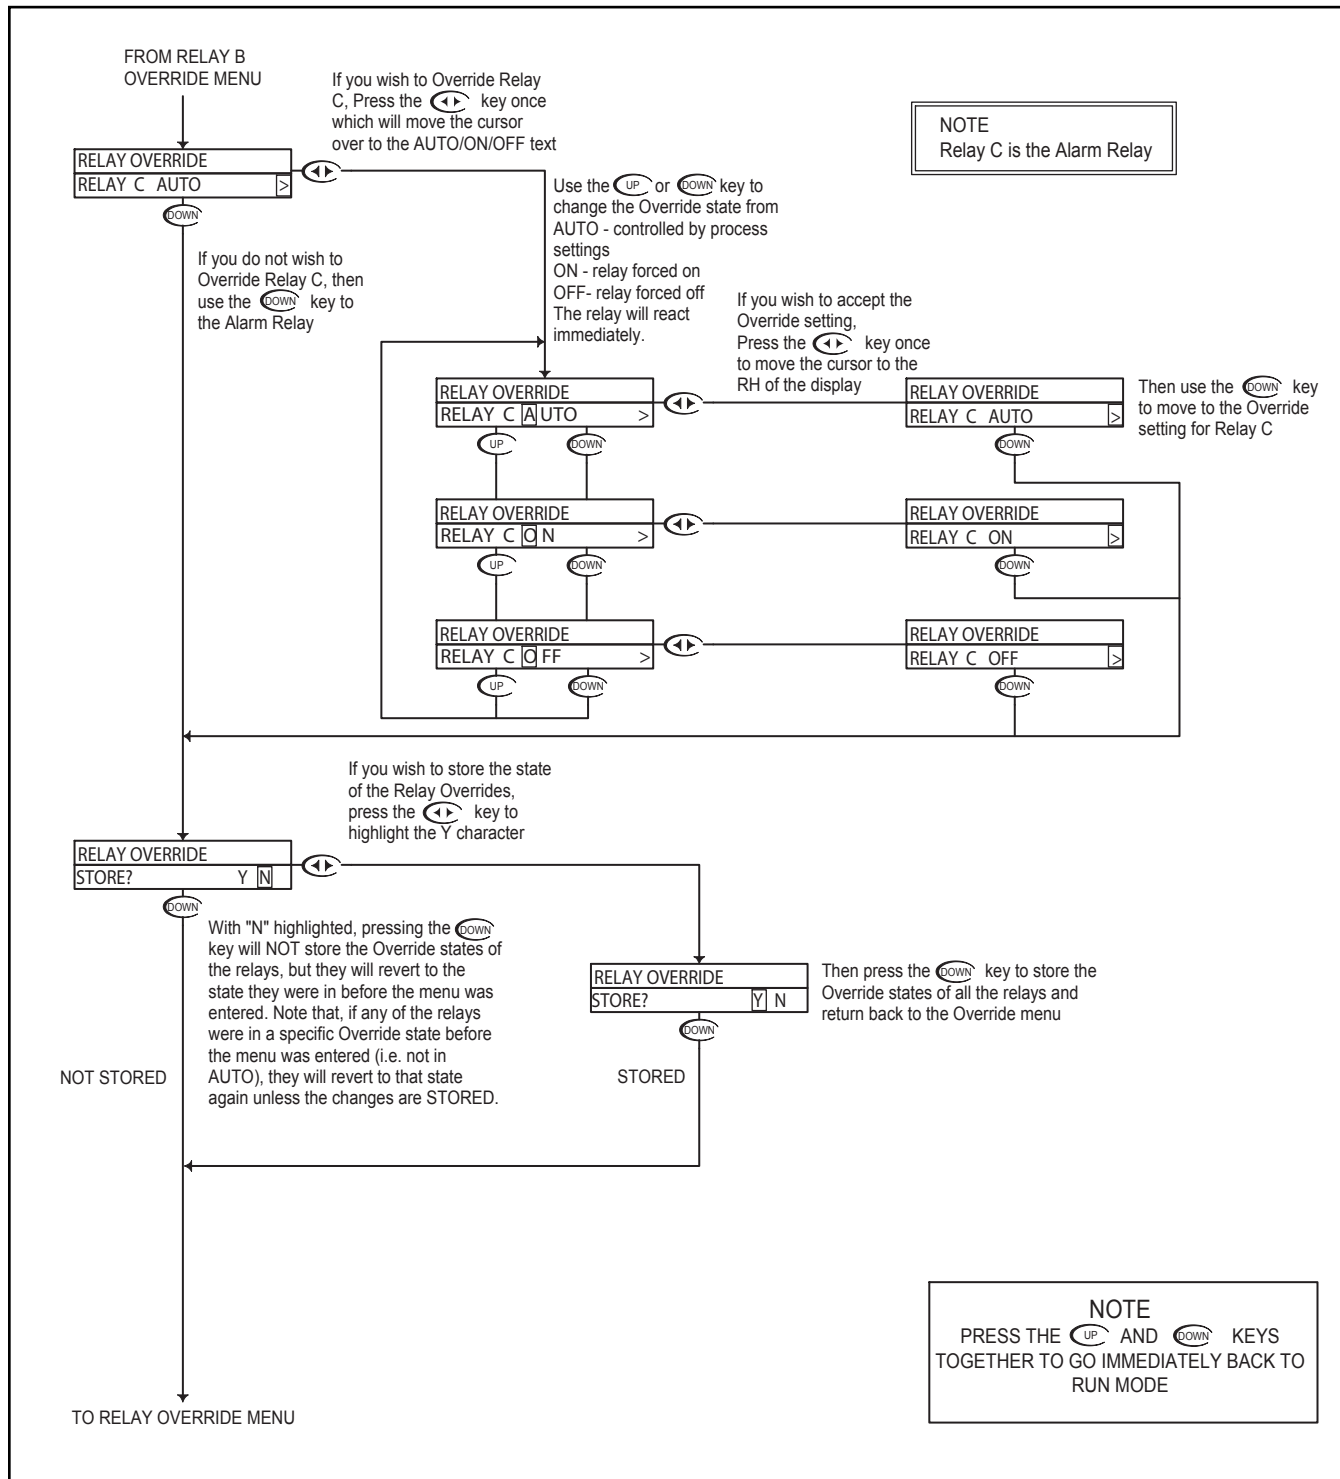 FROM RELAY B
OVERRIDE MENU
If you wish to Override Relay
C, Press the key once
which will move the cursor
over to the AUTO/ON/OFF text
NOTE
Relay C is the Alarm Relay
RELAY OVERRIDE
RELAY C AUTO >
DOWN
If you do not wish to
Override Relay C, then
use the DOWN key to
the Alarm Relay
Use the UP or DOWN key to
change the Override state from
AUTO - controlled by process
settings
ON - relay forced on
OFF- relay forced off
The relay will react
immediately.
If you wish to accept the
Override setting,
Press the key once
to move the cursor to the
RH of the display
RELAY OVERRIDE
RELAY C AUTO >
UP DOWN
RELAY OVERRIDE
RELAY C AUTO >
DOWN
Then use the DOWN key
to move to the Override
setting for Relay C
RELAY OVERRIDE
RELAY C ON >
UP DOWN
RELAY OVERRIDE
RELAY C ON >
DOWN
RELAY OVERRIDE
RELAY C OFF >
UP DOWN
RELAY OVERRIDE
RELAY C OFF >
DOWN
If you wish to store the state
of the Relay Overrides,
press the key to
highlight the Y character
RELAY OVERRIDE
STORE? Y N
DOWN
With "N" highlighted, pressing the DOWN
key will NOT store the Override states of
the relays, but they will revert to the
state they were in before the menu was
entered. Note that, if any of the relays
were in a specific Override state before
the menu was entered (i.e. not in
AUTO), they will revert to that state
again unless the changes are STORED.
NOT STORED
RELAY OVERRIDE
STORE? Y N
DOWN
Then press the DOWN key to store the
Override states of all the relays and
return back to the Override menu
STORED
TO RELAY OVERRIDE MENU
NOTE
PRESS THE UP AND DOWN KEYS
TOGETHER TO GO IMMEDIATELY BACK TO
RUN MODE